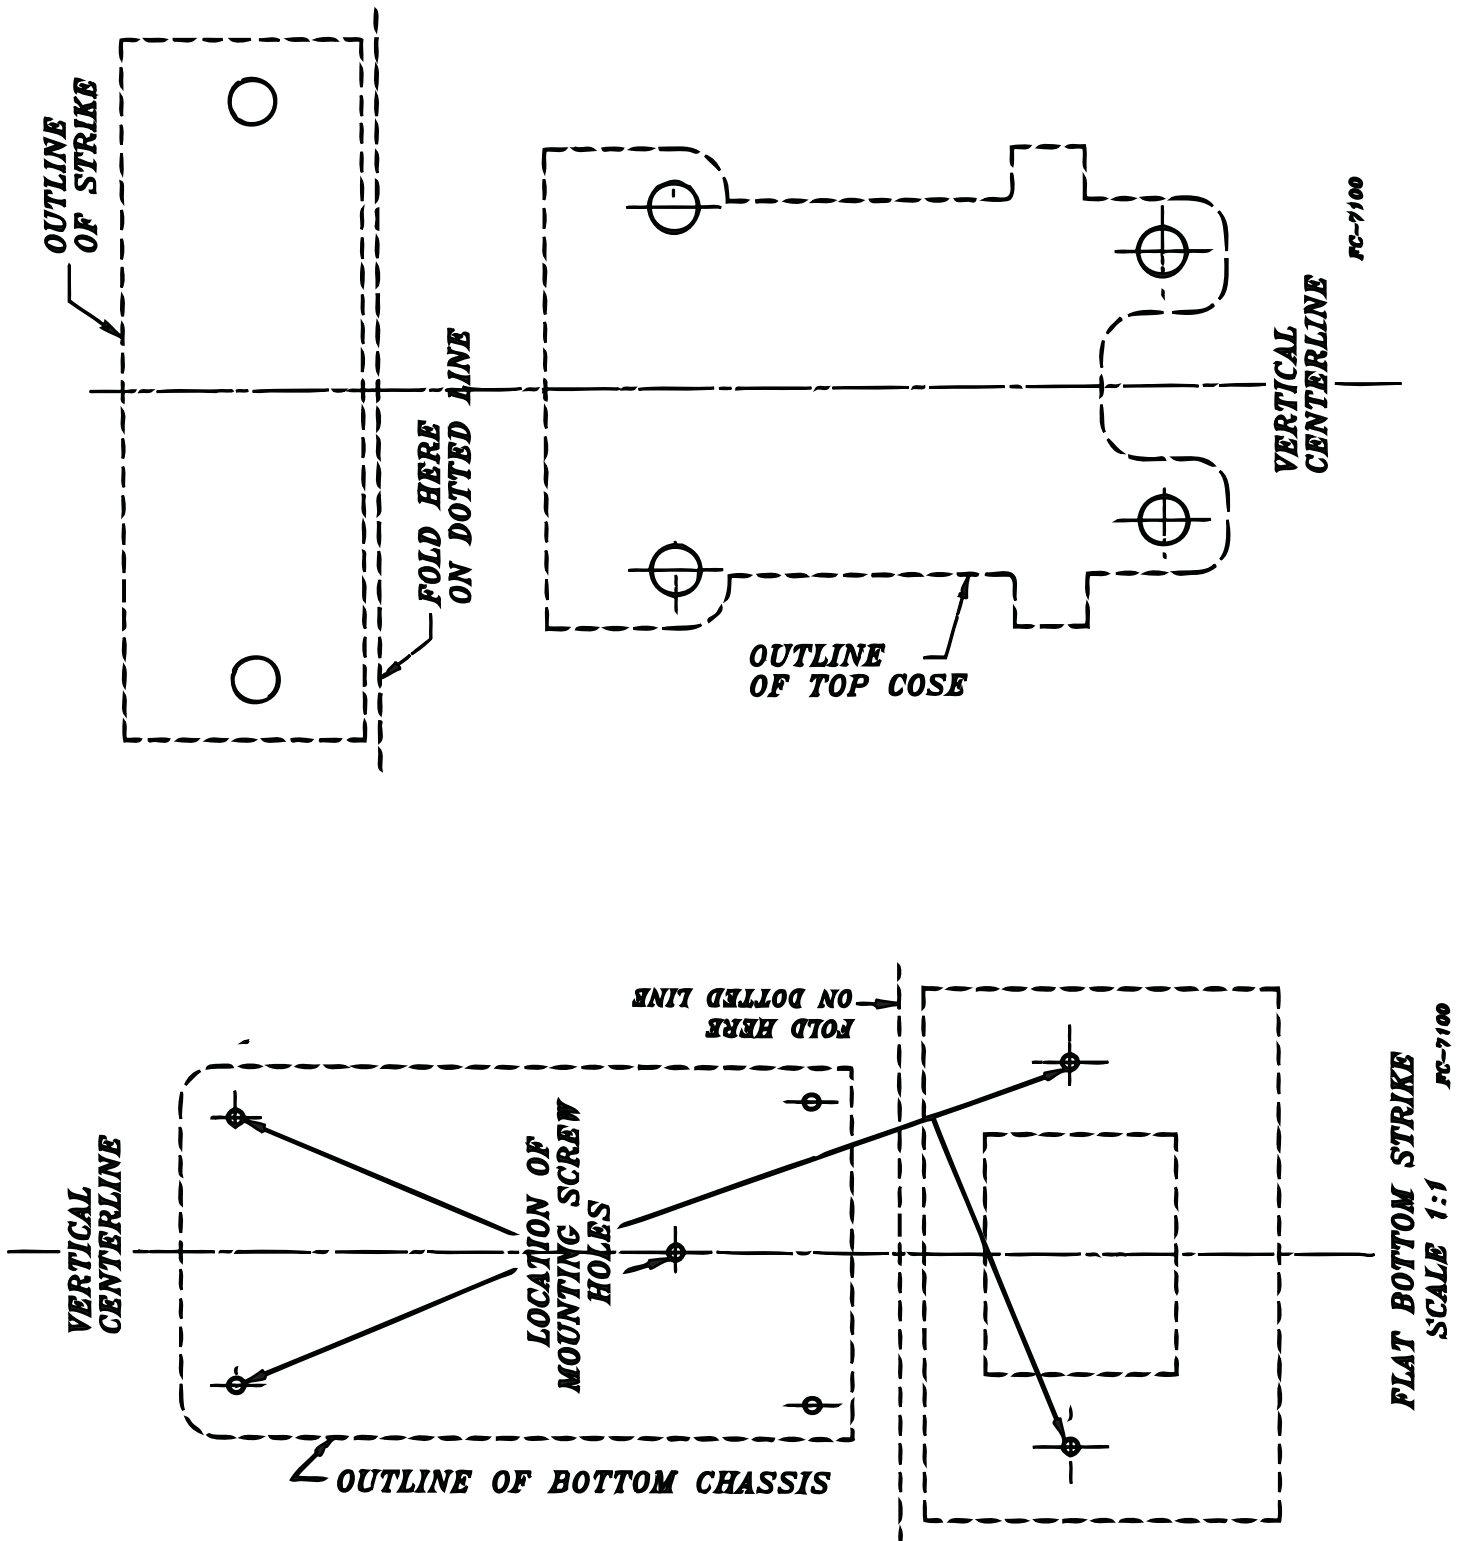 OUTLINE
OF STRIKE
FOLD HERE
ON DOTTED LINE
OUTLINE
OF TOP COSE
VERTICAL
CENTERLINE
FC-7100
FOLD HERE
ON DOTTED LINE
VERTICAL
CENTERLINE
LOCATION OF
MOUNTING SCREW
HOLES
OUTLINE OF BOTTOM CHASSIS
FLAT BOTTOM STRIKE
SCALE 1:1
FC-7100